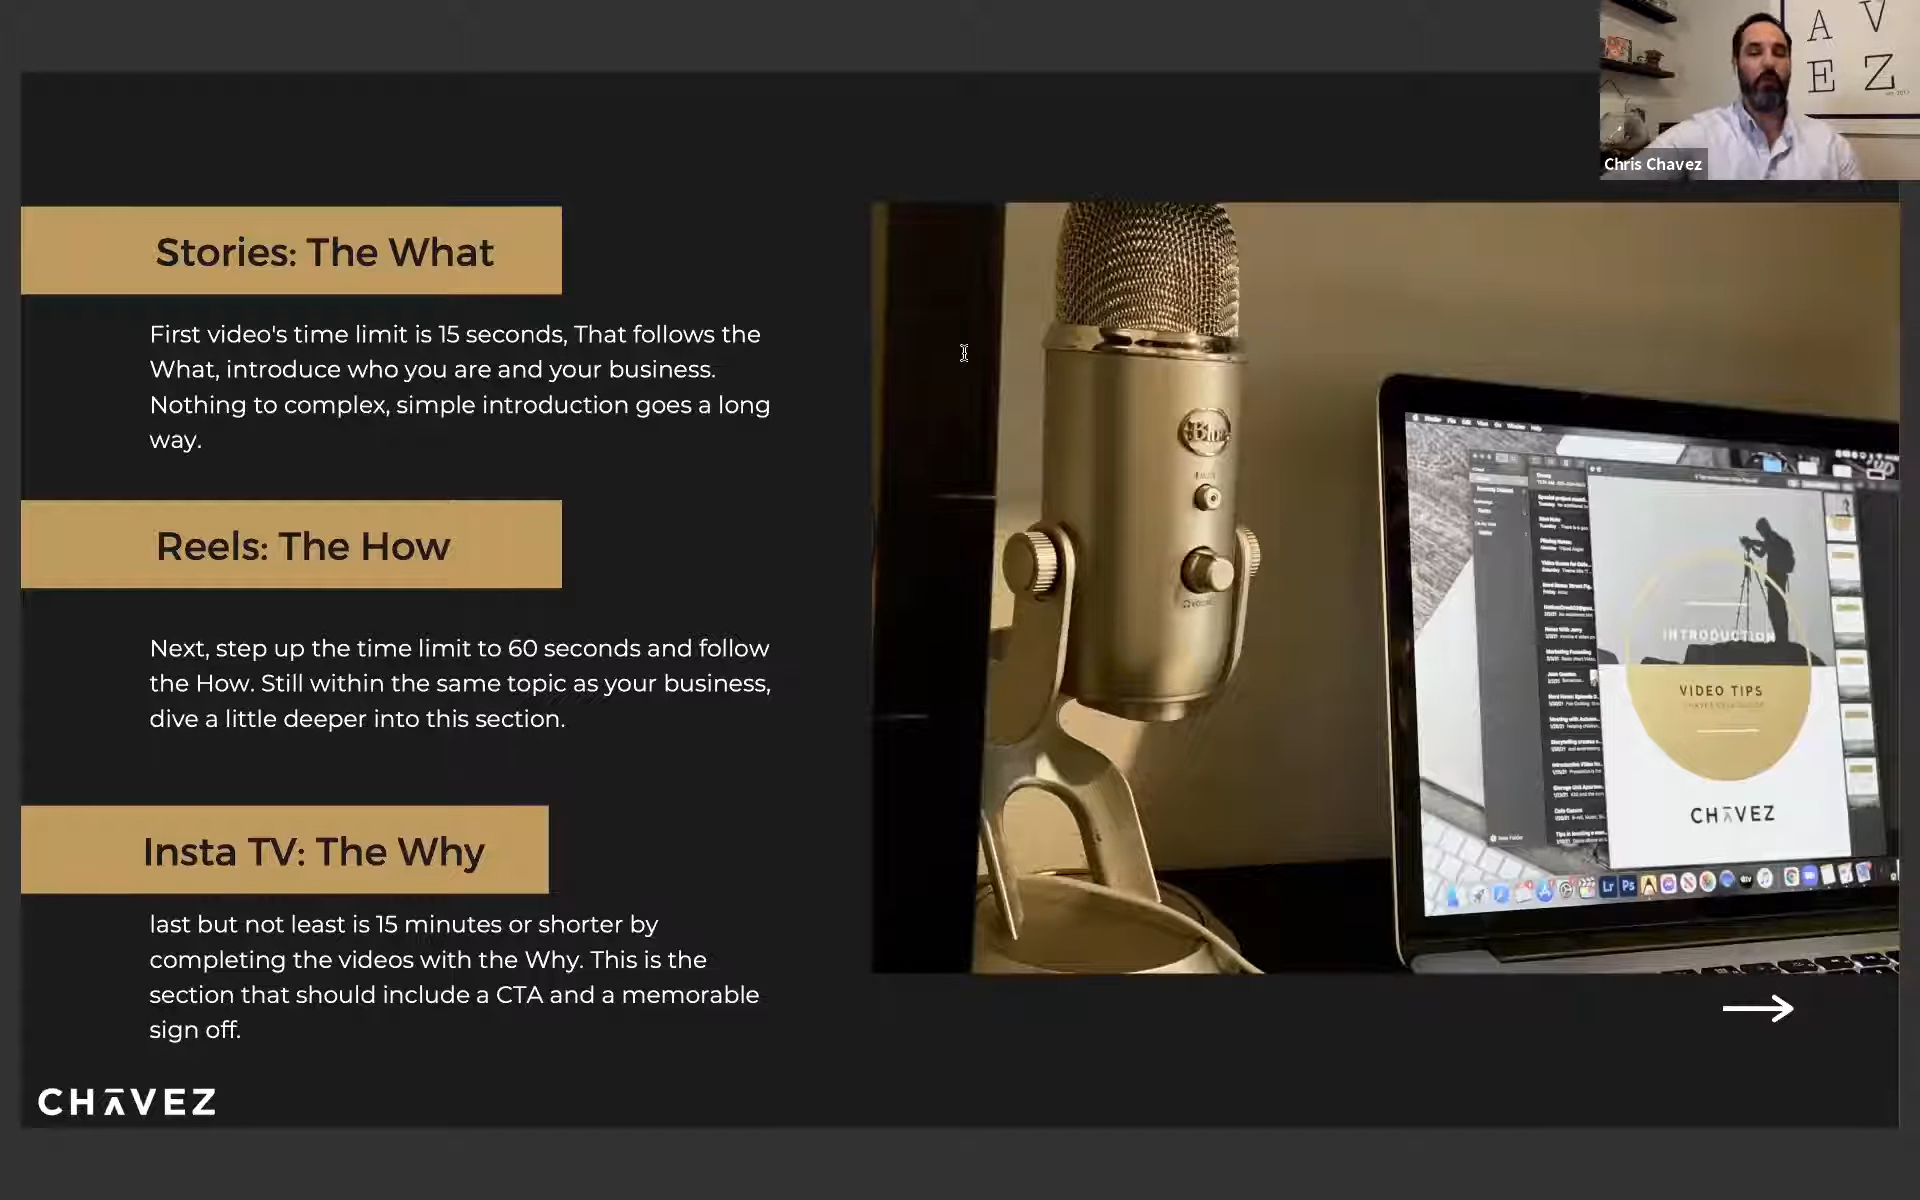 A V
E Z
Chris Chavez
Stories: The What
First video's time limit is 15 seconds, That follows the
What, introduce who you are and your business.
Nothing to complex, simple introduction goes a long
way.
Reels: The How
Next, step up the time limit to 60 seconds and follow
the How. Still within the same topic as your business,
dive a little deeper into this section.
Insta TV: The Why
last but not least is 15 minutes or shorter by
completing the videos with the Why. This is the
section that should include a CTA and a memorable
sign off.
CHAVEZ
Blue
INTRODUCTION
VIDEO TIPS
CHAVEZ
Lr Ps